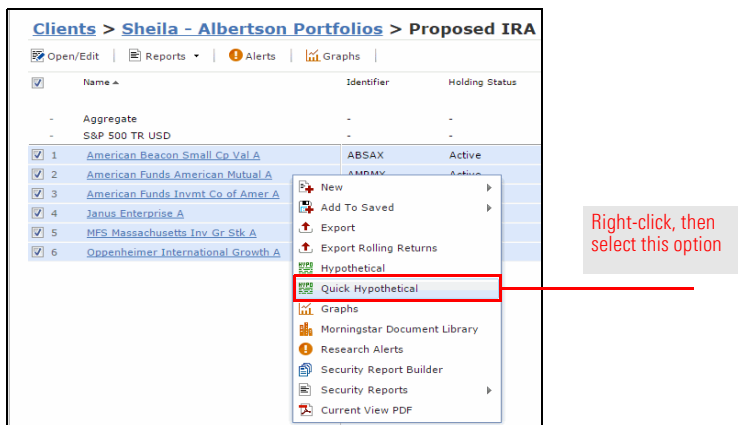 Clients > Sheila - Albertson Portfolios > Proposed IRA
Open/Edit | Reports | Alerts | Graphs |
Name Identifier Holding Status
- Aggregate - -
- S&P 500 TR USD - -
1 American Beacon Small Cp Val A ABSAX Active
2 American Funds American Mutual A AMRMX Active
3 American Funds Invmt Co of Amer A
4 Janus Enterprise A
5 MFS Massachusetts Inv Gr Stk A
6 Oppenheimer International Growth A
New
Add To Saved
Export
Export Rolling Returns
HYPO Hypothetical
HYPO Quick Hypothetical
Graphs
Morningstar Document Library
Research Alerts
Security Report Builder
Security Reports
Current View PDF
Right-click, then
select this option